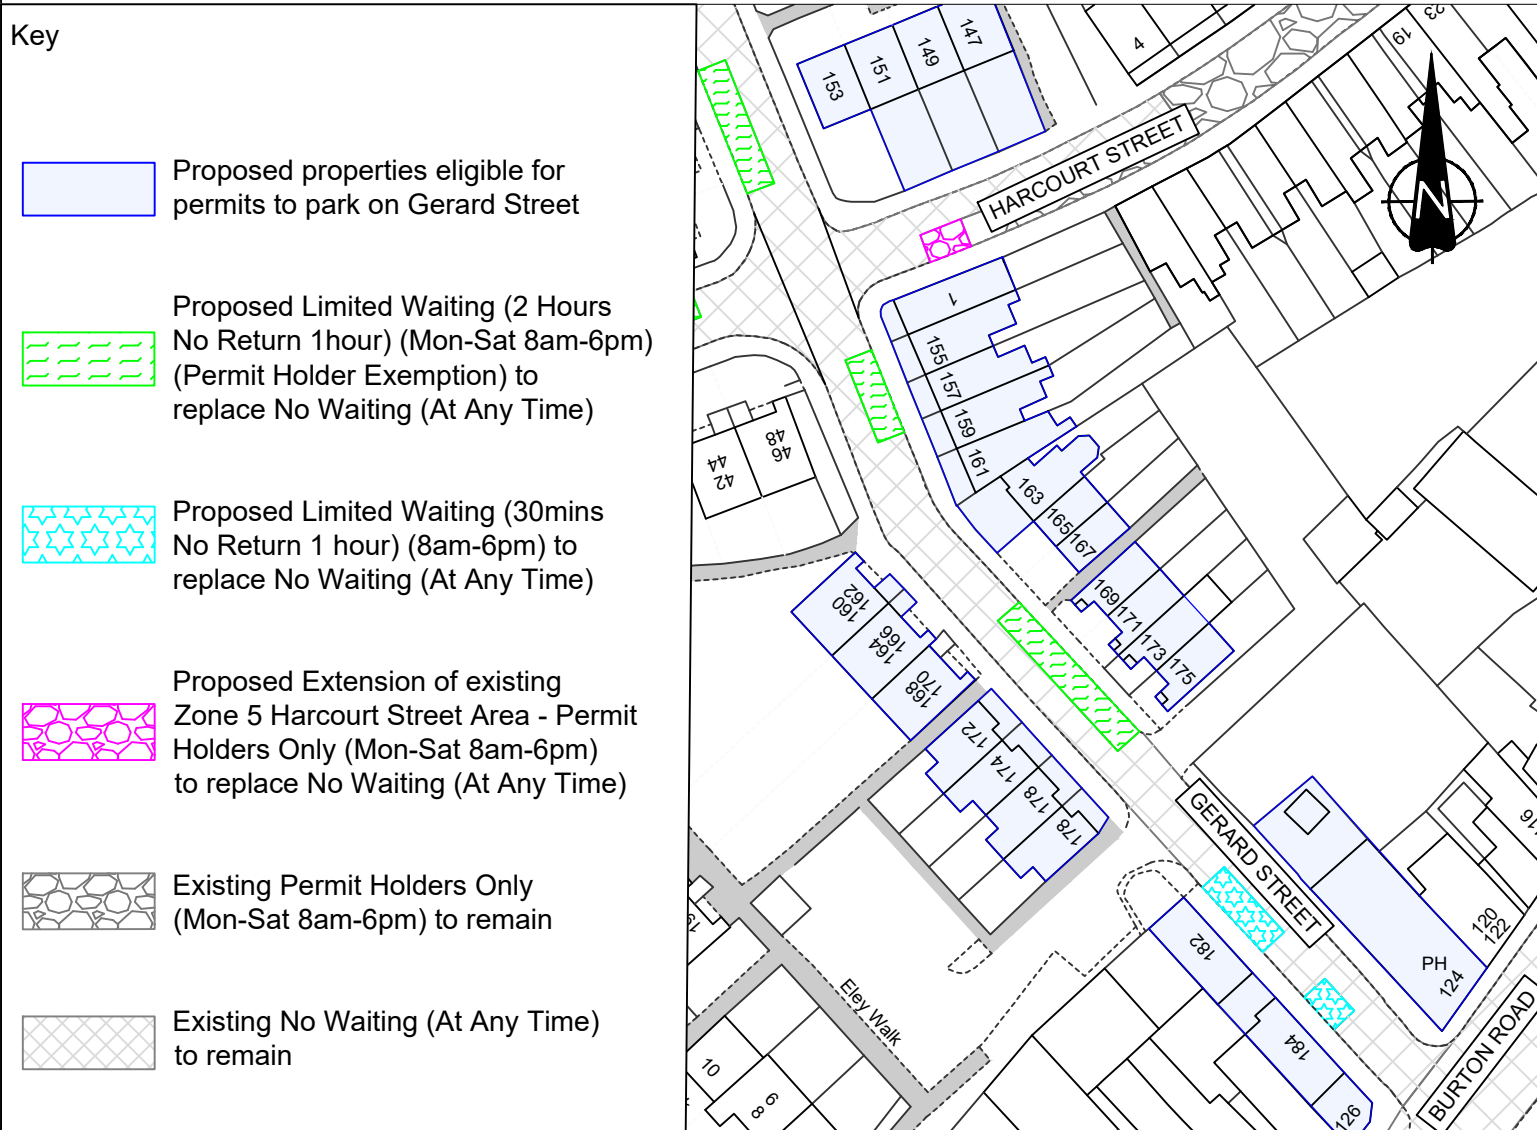 Key
Proposed properties eligible for
permits to park on Gerard Street
Proposed Limited Waiting (2 Hours
No Return 1hour) (Mon-Sat 8am-6pm)
(Permit Holder Exemption) to
replace No Waiting (At Any Time)
Proposed Limited Waiting (30mins
No Return 1 hour) (8am-6pm) to
replace No Waiting (At Any Time)
Proposed Extension of existing
Zone 5 Harcourt Street Area - Permit
Holders Only (Mon-Sat 8am-6pm)
to replace No Waiting (At Any Time)
Existing Permit Holders Only
(Mon-Sat 8am-6pm) to remain
Existing No Waiting (At Any Time)
to remain
153
151
149
147
4
19
23
HARCOURT STREET
N
1
155
157
159
161
163
165
167
169
171
173
175
46
48
42
44
160
162
164
166
168
170
172
174
178
178
GERARD STREET
182
184
126
PH
124
120
122
BURTON ROAD
Eley Walk
10
6
8